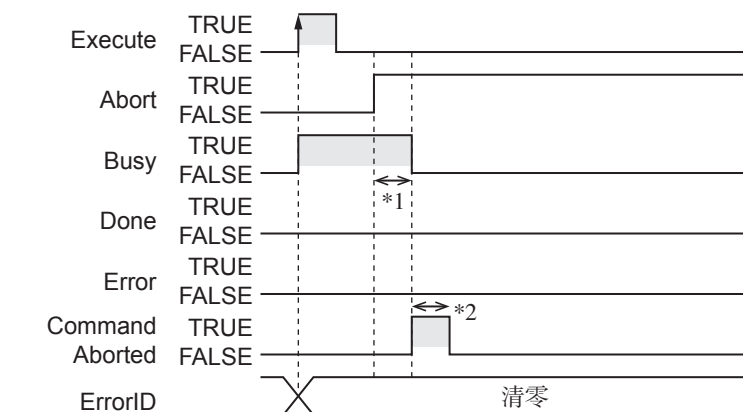 Execute TRUE
FALSE
Abort TRUE
FALSE
Busy TRUE
FALSE
*1
Done TRUE
FALSE
Error TRUE
FALSE
*2
Command TRUE
Aborted FALSE
ErrorID 清零